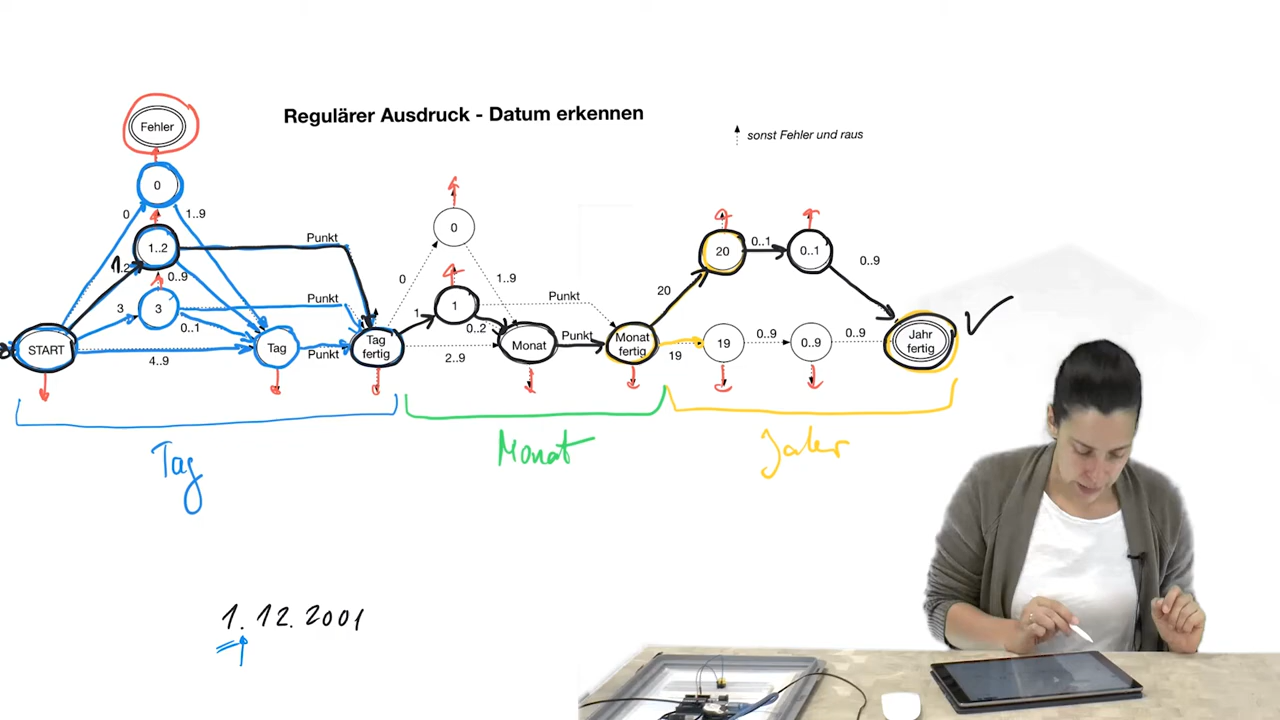 Regulärer Ausdruck - Datum erkennen
sonst Fehler und raus
Fehler
0
0
1..9
1..2
1.2
0..9
Punkt
3
3
0..1
Punkt
START
4..9
Tag
Punkt
Tag
fertig
0
0
1..9
1
1
0..2
Punkt
2..9
Monat
Punkt
Monat
fertig
20
20
0..1
0..1
0..9
19
19
0..9
0..9
0..9
Jahr
fertig
Tag
Monat
Jahr
1.12.2001